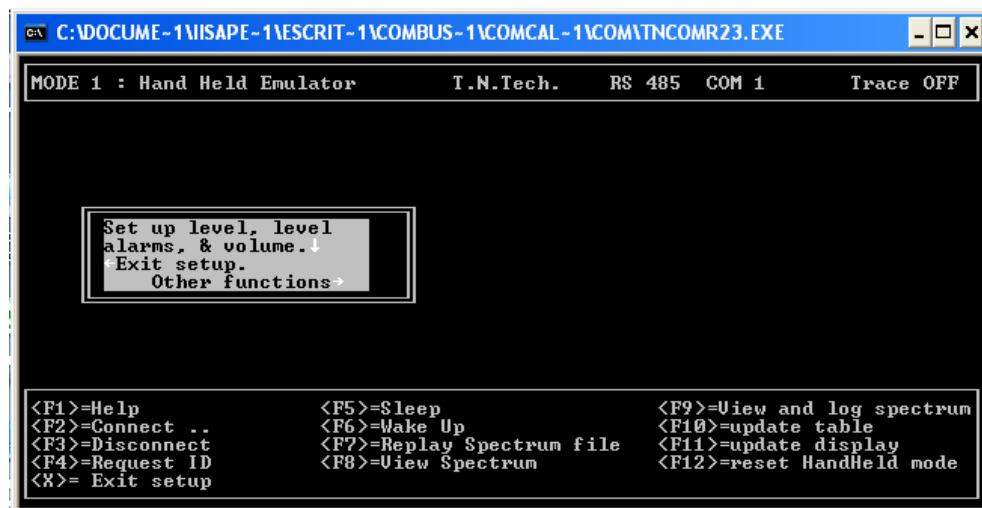 C:\DOCUME~1\IISAPE~1\ESCRIT~1\COMBUS~1\COMCAL~1\COM\TNCOMR23.EXE
MODE 1 : Hand Held Emulator T.N.Tech. RS 485 COM 1 Trace OFF
Set up level, level
alarms, & volume.↓
←Exit setup.
Other functions→
<F1>=Help <F5>=Sleep <F9>=View and log spectrum
<F2>=Connect .. <F6>=Wake Up <F10>=update table
<F3>=Disconnect <F7>=Replay Spectrum file <F11>=update display
<F4>=Request ID <F8>=View Spectrum <F12>=reset HandHeld mode
<X>= Exit setup